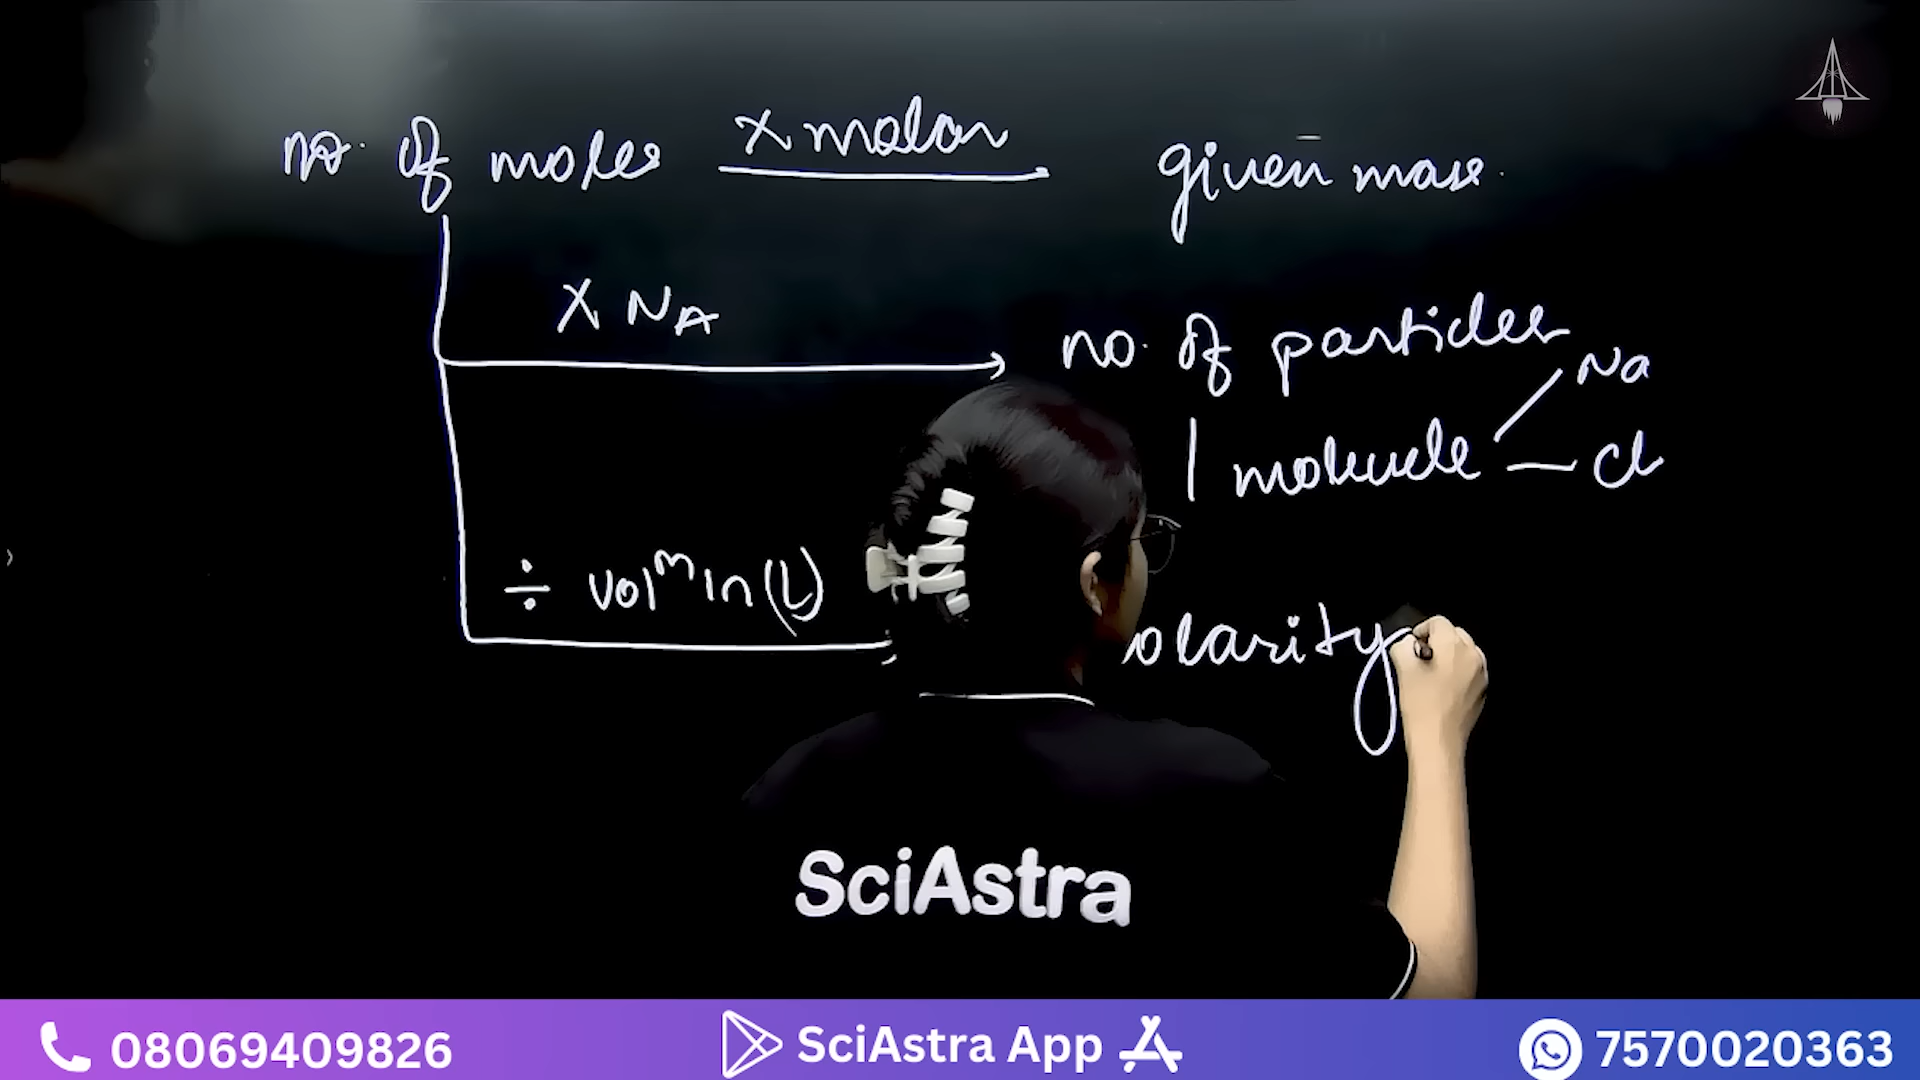 no. of moles x molar given mass.
x NA
no. of particles
Na
1 molecule Cl
÷ volm in (L)
olarity
SciAstra
08069409826 SciAstra App 7570020363